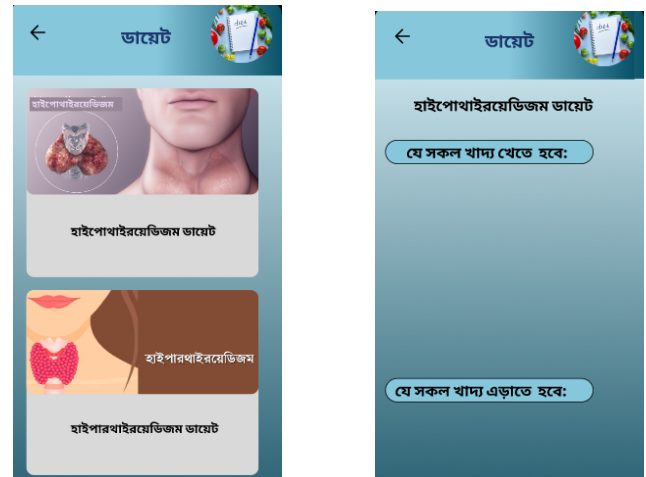 ডায়েট
হাইপোথাইরয়েডিজম
হাইপোথাইরয়েডিজম ডায়েট
হাইপারথাইরয়েডিজম
হাইপারথাইরয়েডিজম ডায়েট
ডায়েট
হাইপোথাইরয়েডিজম ডায়েট
যে সকল খাদ্য খেতে হবে:
যে সকল খাদ্য এড়াতে হবে: